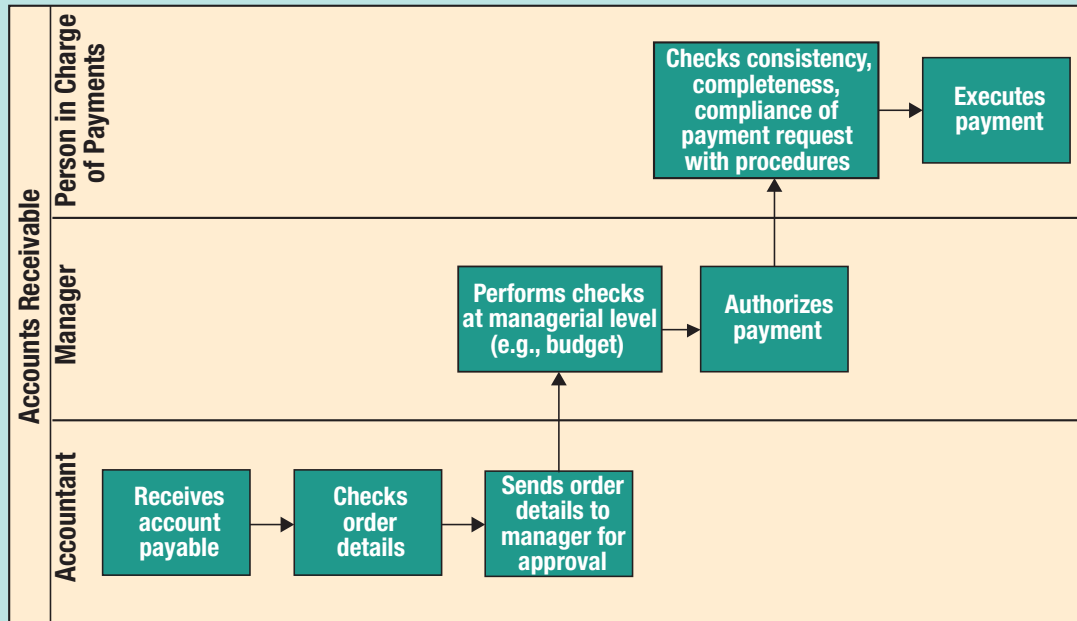 Accounts Receivable
Person in Charge
of Payments
Checks consistency,
completeness,
compliance of
payment request
with procedures
Executes
payment
Manager
Performs checks
at managerial level
(e.g., budget)
Authorizes
payment
Accountant
Receives
account
payable
Checks
order
details
Sends order
details to
manager for
approval